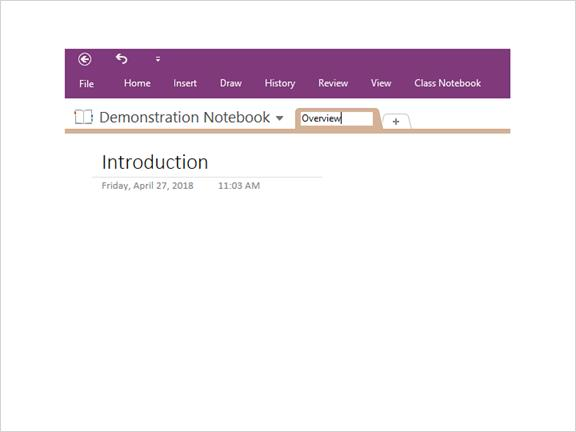 File Home Insert Draw History Review View Class Notebook
Demonstration Notebook Overview +
Introduction
Friday, April 27, 2018 11:03 AM